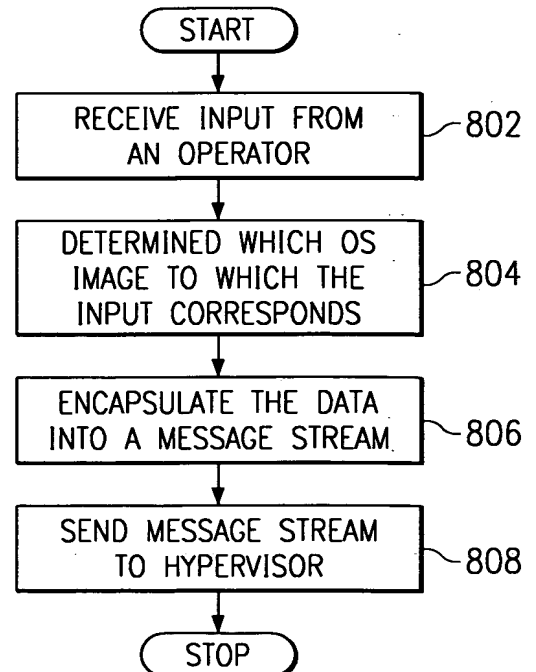 START
RECEIVE INPUT FROM
AN OPERATOR
802
DETERMINED WHICH OS
IMAGE TO WHICH THE
INPUT CORRESPONDS
804
ENCAPSULATE THE DATA
INTO A MESSAGE STREAM
806
SEND MESSAGE STREAM
TO HYPERVISOR
808
STOP